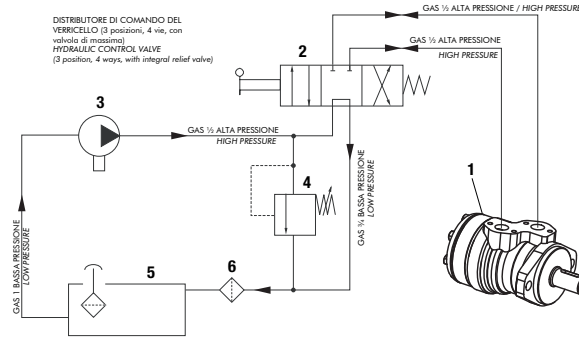 DISTRIBUTORE DI COMANDO DEL
VERRICELLO (3 posizioni, 4 vie, con
valvola di massima)
HYDRAULIC CONTROL VALVE
(3 position, 4 ways, with integral relief valve)
GAS ½ ALTA PRESSIONE / HIGH PRESSURE
GAS ½ ALTA PRESSIONE
HIGH PRESSURE
2
3
GAS ½ ALTA PRESSIONE
HIGH PRESSURE
4
1
GAS ¾ BASSA PRESSIONE
LOW PRESSURE
GAS 1 BASSA PRESSIONE
LOW PRESSURE
5
6